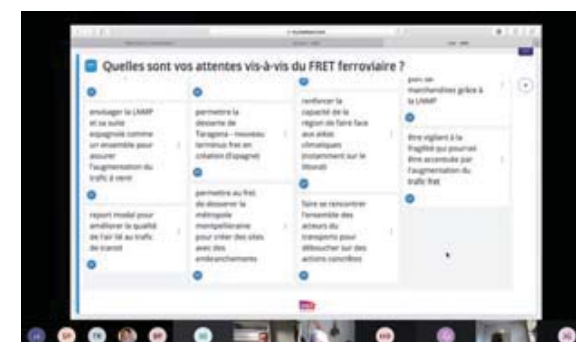 Quelles sont vos attentes vis-à-vis du FRET ferroviaire ?
envisager la LNMP
et sa suite
espagnole comme
un ensemble pour
assurer
l'augmentation du
trafic à venir
report modal pour
améliorer la qualité
de l'air lié au trafic
de transit
permettre la
desserte de
Taragona - nouveau
terminus fret en
création (Espagne)
permettre au fret
de desservir la
métropole
montpelliéraine
pour créer des sites
avec des
embranchements
renforcer la
capacité de la
région de faire face
aux aléas
climatiques
(notamment sur le
littoral)
faire se rencontrer
l'ensemble des
acteurs du
transports pour
déboucher sur des
actions concrètes
marchandises grâce à
la LNMP
être vigilant à la
fragilité qui pourrait
être accentuée par
l'augmentation du
trafic fret